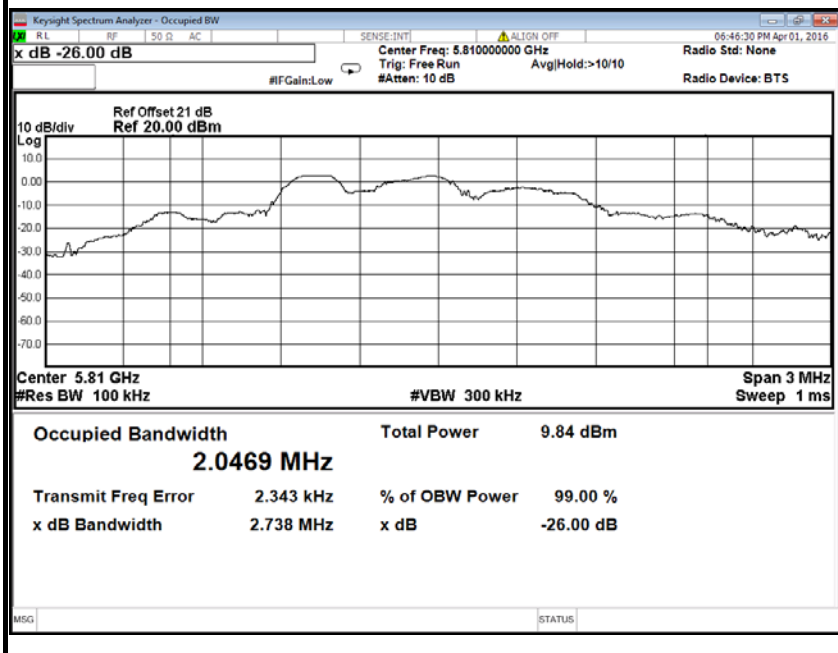 Keysight Spectrum Analyzer - Occupied BW
LXI RL RF 50 Ω AC SENSE:INT ALIGN OFF 06:46:30 PM Apr 01, 2016
x dB -26.00 dB
Center Freq: 5.810000000 GHz Radio Std: None
Trig: Free Run Avg|Hold:>10/10
#IFGain:Low #Atten: 10 dB Radio Device: BTS
Ref Offset 21 dB
10 dB/div Ref 20.00 dBm
Log
10.0
0.00
-10.0
-20.0
-30.0
-40.0
-50.0
-60.0
-70.0
Center 5.81 GHz Span 3 MHz
#Res BW 100 kHz #VBW 300 kHz Sweep 1 ms
Occupied Bandwidth Total Power 9.84 dBm
2.0469 MHz
Transmit Freq Error 2.343 kHz % of OBW Power 99.00 %
x dB Bandwidth 2.738 MHz x dB -26.00 dB
MSG STATUS